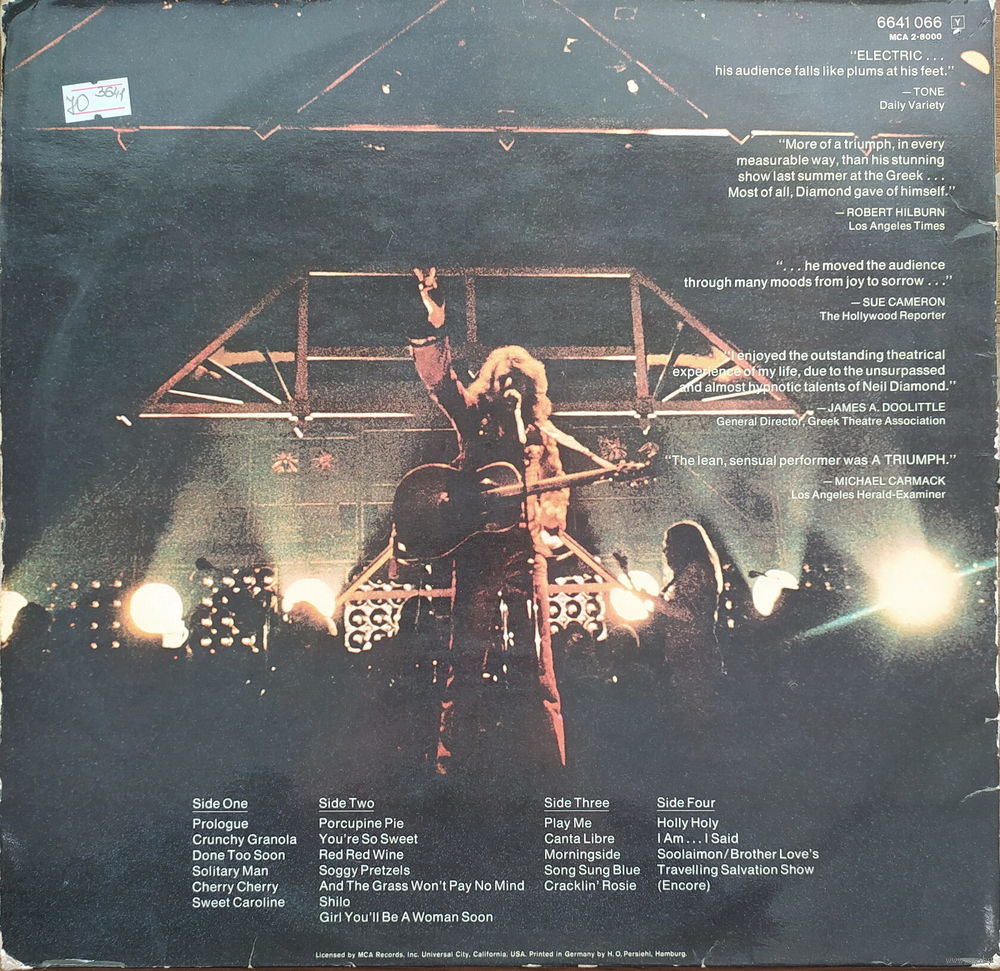 6641 066 Y
MCA 2-8000
70 3641
"ELECTRIC . . .
his audience falls like plums at his feet."
— TONE
Daily Variety
"More of a triumph, in every
measurable way, than his stunning
show last summer at the Greek . . .
Most of all, Diamond gave of himself."
— ROBERT HILBURN
Los Angeles Times
". . . he moved the audience
through many moods from joy to sorrow . . ."
— SUE CAMERON
The Hollywood Reporter
"I enjoyed the outstanding theatrical
experience of my life, due to the unsurpassed
and almost hypnotic talents of Neil Diamond."
— JAMES A. DOOLITTLE
General Director, Greek Theatre Association
"The lean, sensual performer was A TRIUMPH."
— MICHAEL CARMACK
Los Angeles Herald-Examiner
Side One
Prologue
Crunchy Granola
Done Too Soon
Solitary Man
Cherry Cherry
Sweet Caroline
Side Two
Porcupine Pie
You're So Sweet
Red Red Wine
Soggy Pretzels
And The Grass Won't Pay No Mind
Shilo
Girl You'll Be A Woman Soon
Side Three
Play Me
Canta Libre
Morningside
Song Sung Blue
Cracklin' Rosie
Side Four
Holly Holy
I Am . . . I Said
Soolaimon/Brother Love's
Travelling Salvation Show
(Encore)
Licensed by MCA Records, Inc. Universal City, California, USA. Printed in Germany by H. O. Persiehl, Hamburg.